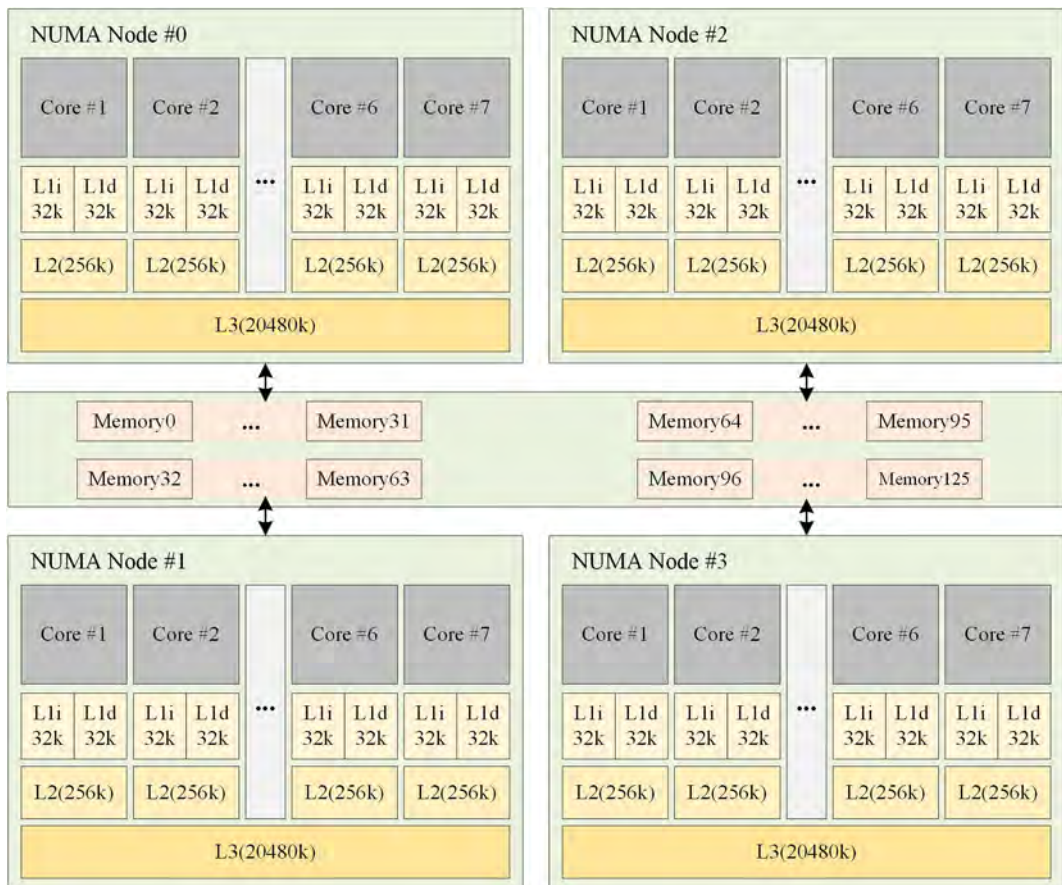 NUMA Node #0
Core #1 Core #2 Core #6 Core #7
L1i L1d L1i L1d ... L1i L1d L1i L1d
32k 32k 32k 32k 32k 32k 32k 32k
L2(256k) L2(256k) L2(256k) L2(256k)
L3(20480k)
NUMA Node #2
Core #1 Core #2 Core #6 Core #7
L1i L1d L1i L1d ... L1i L1d L1i L1d
32k 32k 32k 32k 32k 32k 32k 32k
L2(256k) L2(256k) L2(256k) L2(256k)
L3(20480k)
Memory0 ... Memory31 Memory64 ... Memory95
Memory32 ... Memory63 Memory96 ... Memory125
NUMA Node #1
Core #1 Core #2 Core #6 Core #7
L1i L1d L1i L1d ... L1i L1d L1i L1d
32k 32k 32k 32k 32k 32k 32k 32k
L2(256k) L2(256k) L2(256k) L2(256k)
L3(20480k)
NUMA Node #3
Core #1 Core #2 Core #6 Core #7
L1i L1d L1i L1d ... L1i L1d L1i L1d
32k 32k 32k 32k 32k 32k 32k 32k
L2(256k) L2(256k) L2(256k) L2(256k)
L3(20480k)